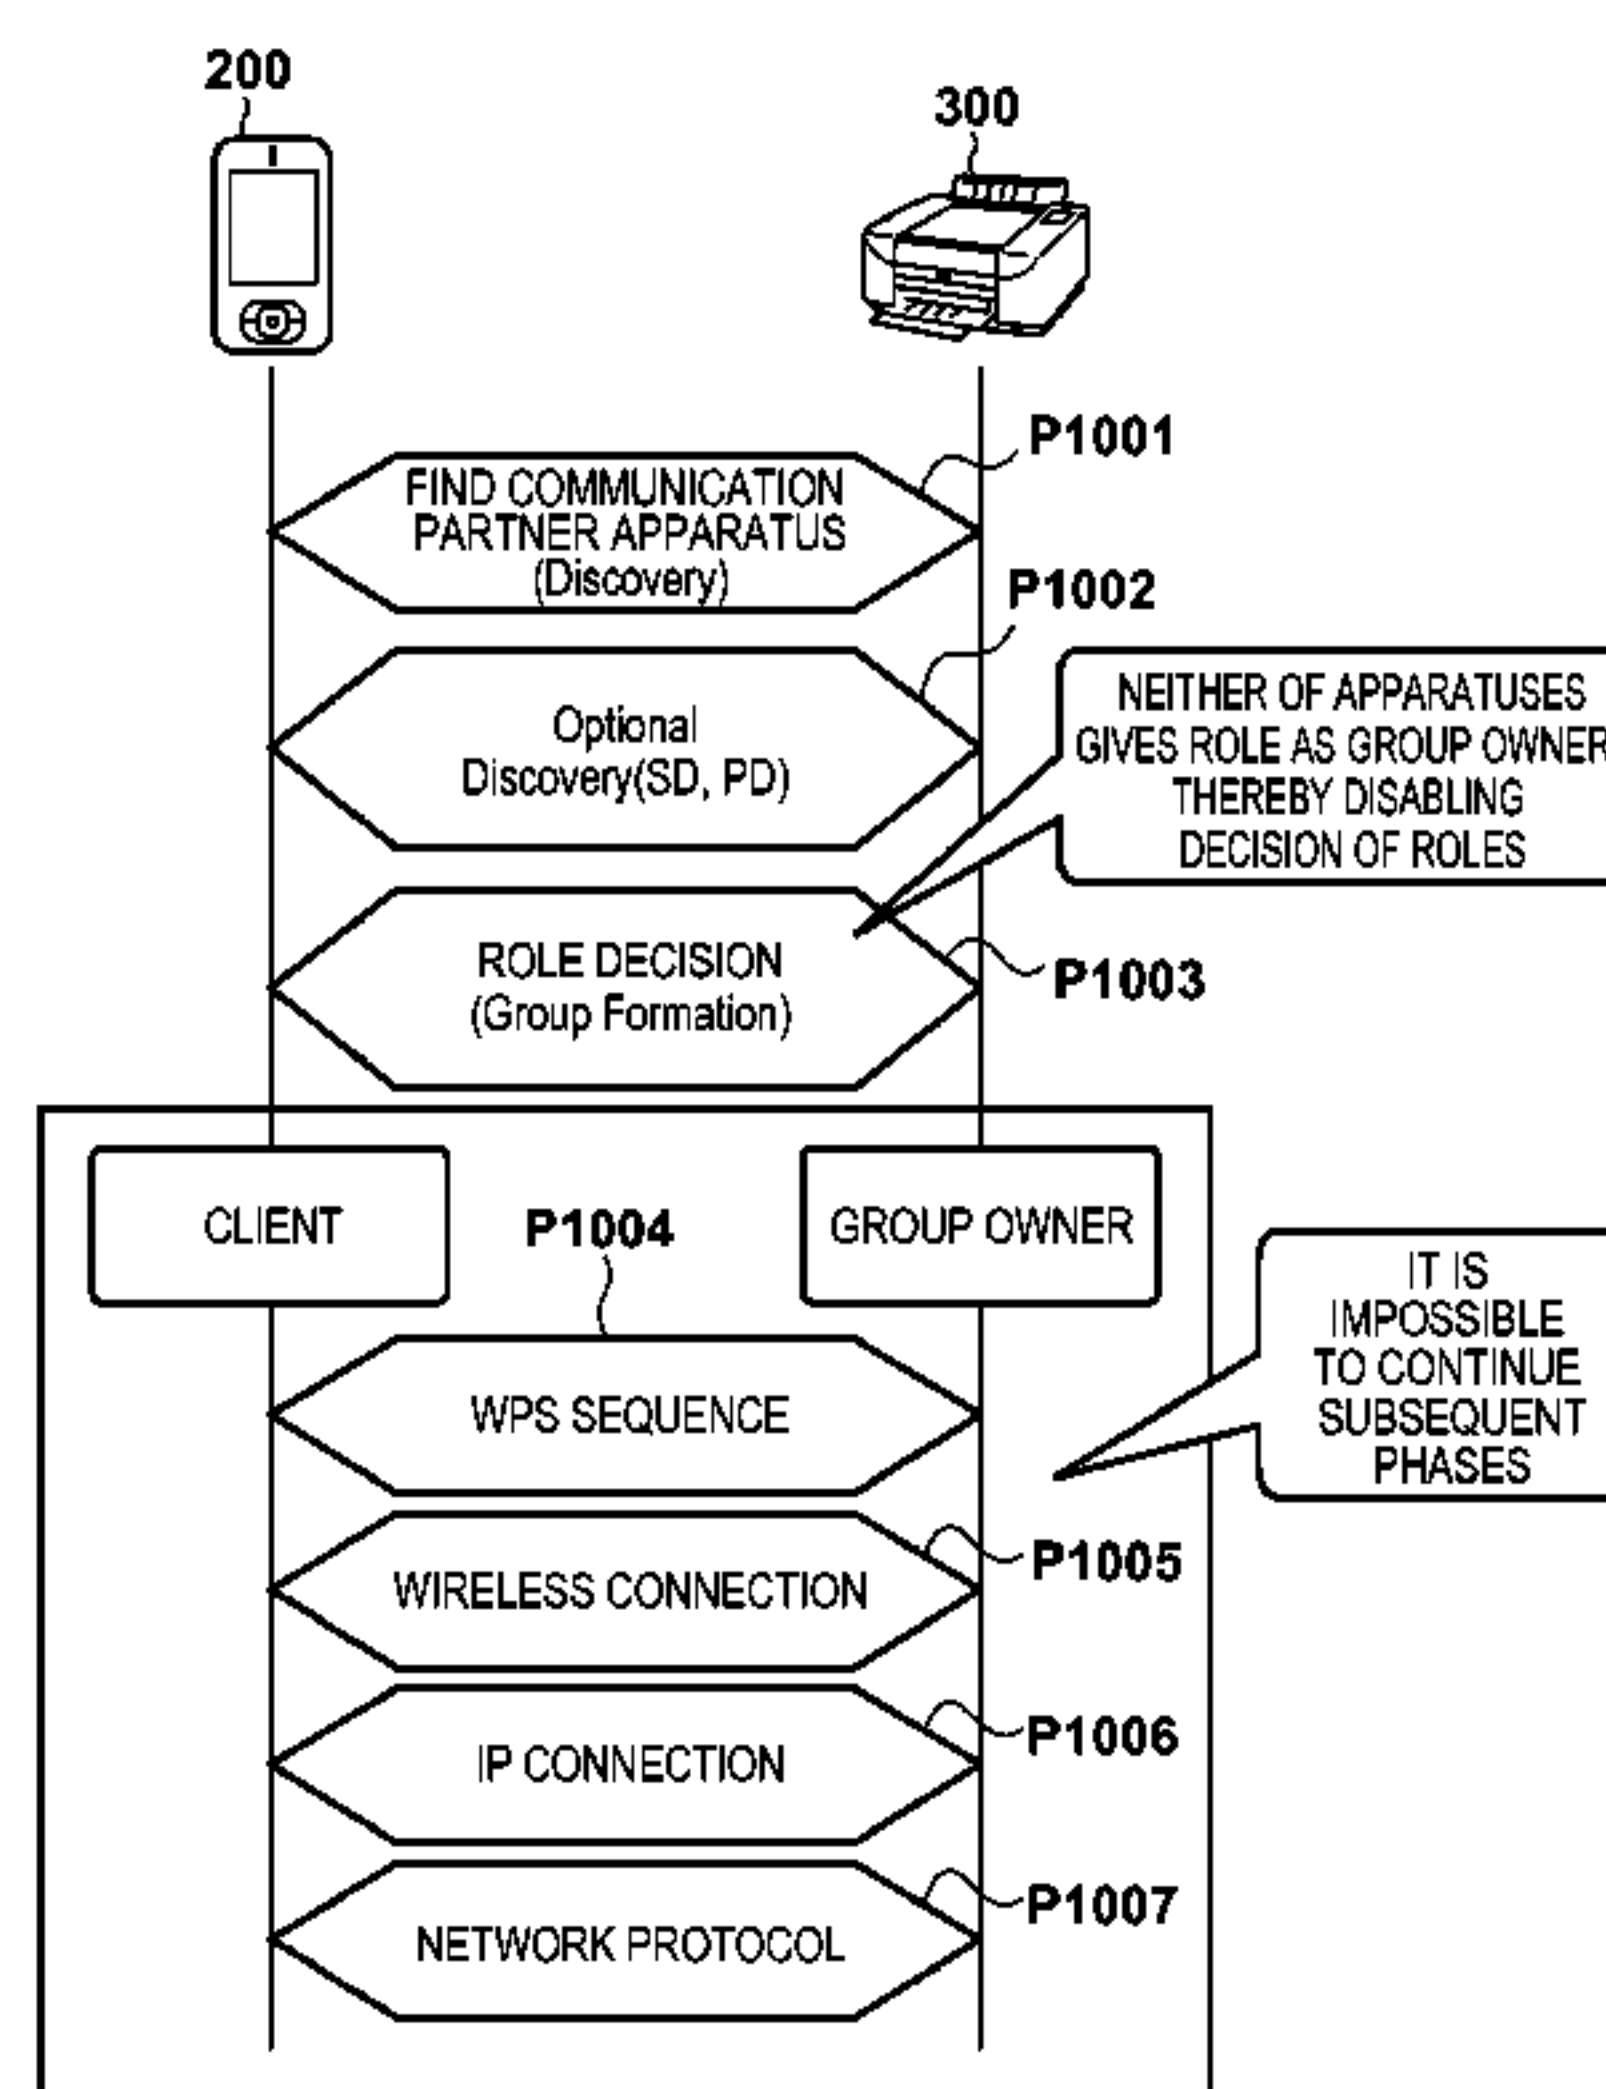 200
300
P1001
FIND COMMUNICATION
PARTNER APPARATUS
(Discovery)
P1002
Optional
Discovery(SD, PD)
NEITHER OF APPARATUSES
GIVES ROLE AS GROUP OWNER
THEREBY DISABLING
DECISION OF ROLES
ROLE DECISION
(Group Formation)
P1003
CLIENT
P1004
GROUP OWNER
IT IS
IMPOSSIBLE
TO CONTINUE
SUBSEQUENT
PHASES
WPS SEQUENCE
P1005
WIRELESS CONNECTION
P1006
IP CONNECTION
P1007
NETWORK PROTOCOL